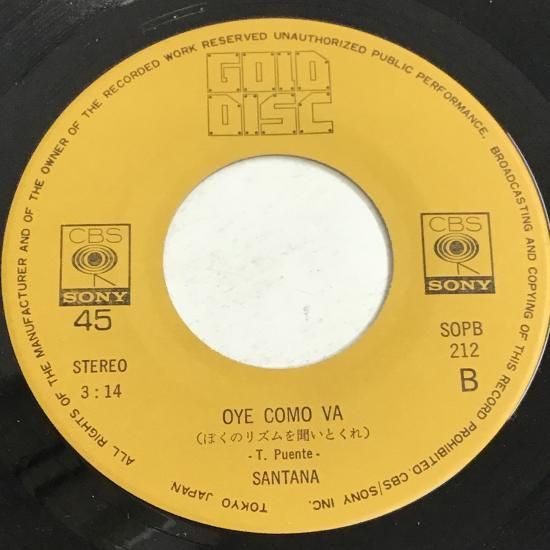 ALL RIGHTS OF THE MANUFACTURER AND OF THE OWNER OF THE RECORDED WORK RESERVED UNAUTHORIZED PUBLIC PERFORMANCE, BROADCASTING AND COPYING OF THIS RECORD PROHIBITED. CBS/SONY INC. TOKYO JAPAN
GOLD
DISC
CBS
SONY
45
STEREO
3:14
CBS
SONY
SOPB
212
B
OYE COMO VA
(ぼくのリズムを聞いとくれ)
- T. Puente -
SANTANA